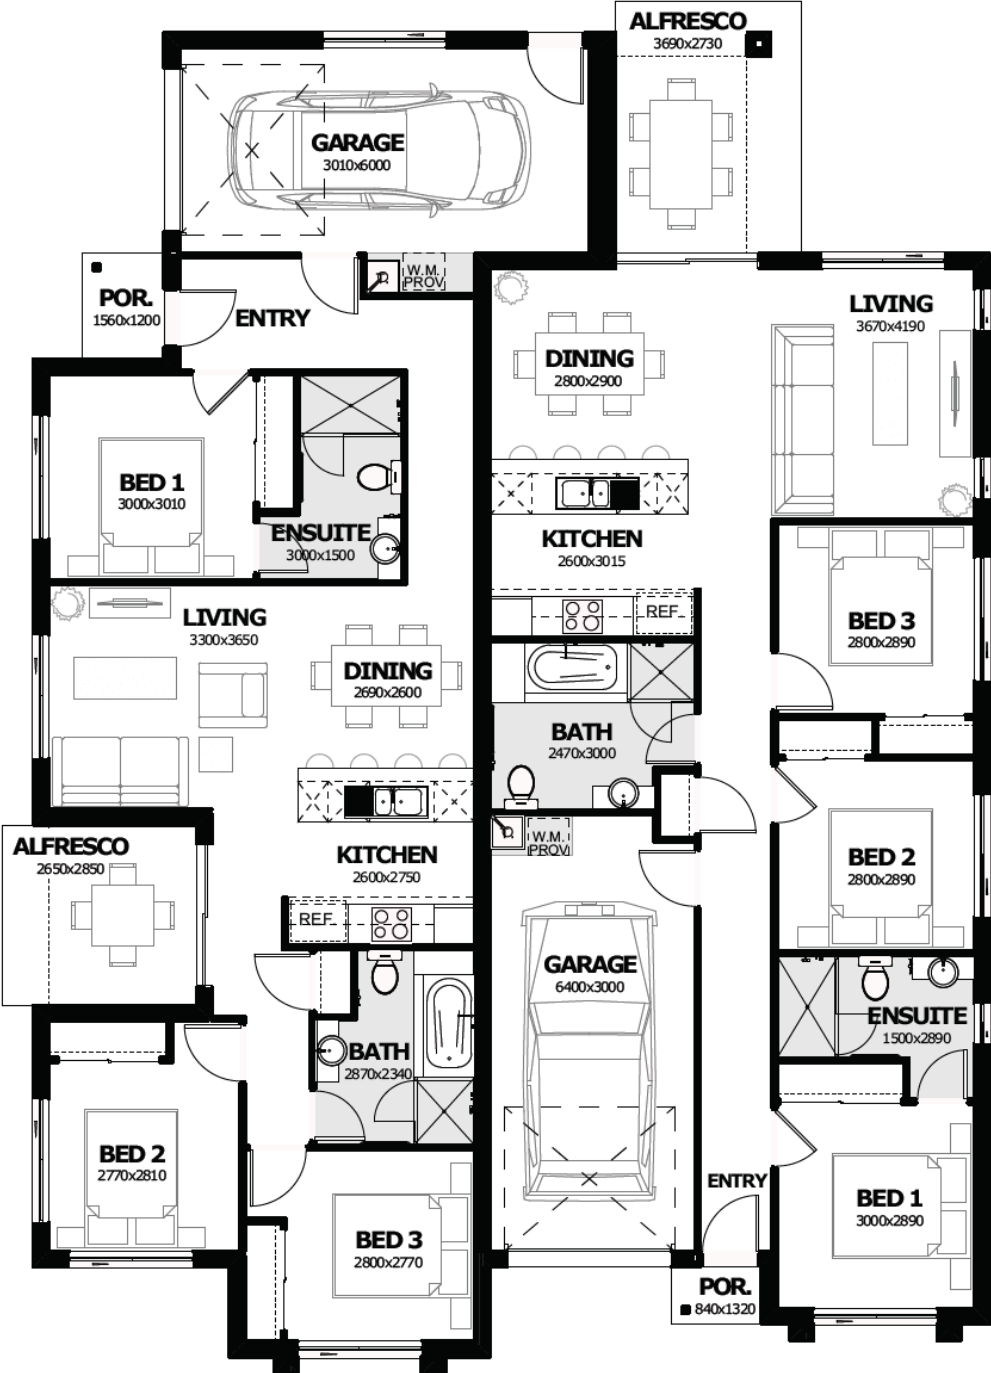 ALFRESCO
3690x2730
GARAGE
3010x6000
W.M.
PROV
POR.
1560x1200
ENTRY
LIVING
3670x4190
DINING
2800x2900
BED 1
3000x3010
ENSUITE
3000x1500
KITCHEN
2600x3015
REF.
LIVING
3300x3650
DINING
2690x2600
BED 3
2800x2890
BATH
2470x3000
W.M.
PROV
ALFRESCO
2650x2850
KITCHEN
2600x2750
REF.
BED 2
2800x2890
GARAGE
6400x3000
ENSUITE
1500x2890
BATH
2870x2340
BED 2
2770x2810
ENTRY
BED 1
3000x2890
BED 3
2800x2770
POR.
840x1320